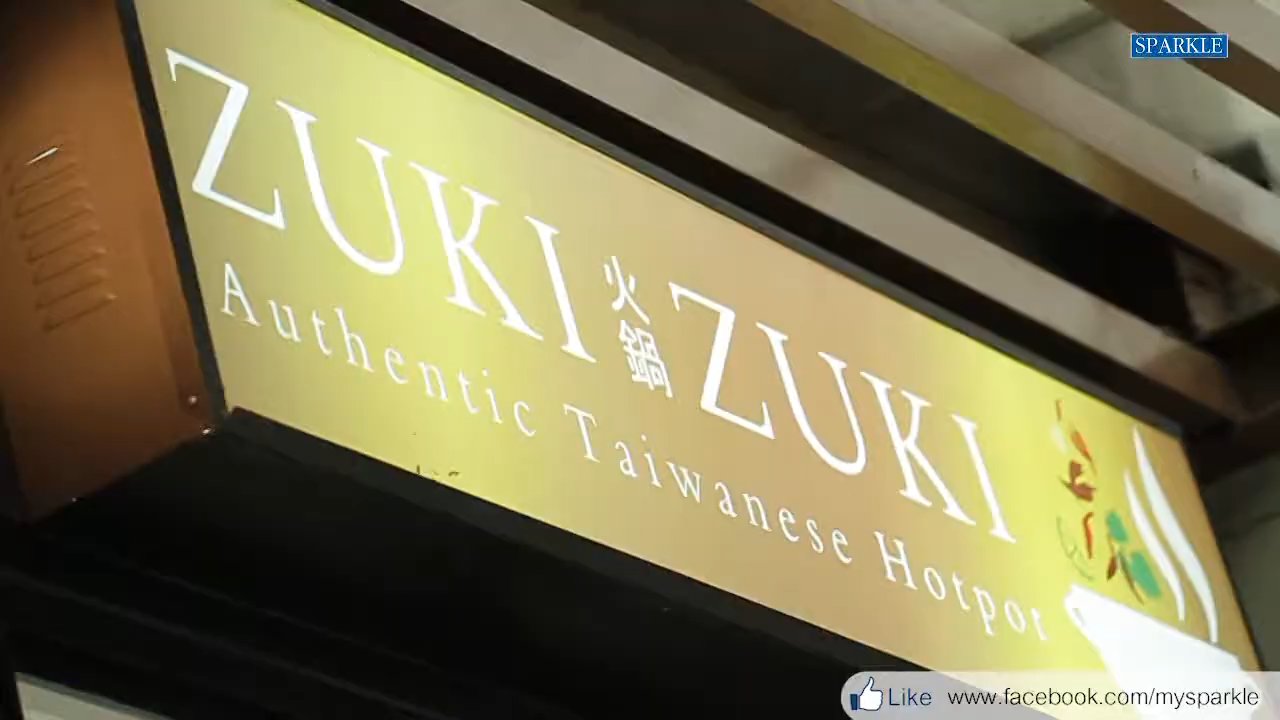 SPARKLE
ZUKI 火鍋 ZUKI
Authentic Taiwanese Hotpot
Like www.facebook.com/mysparkle